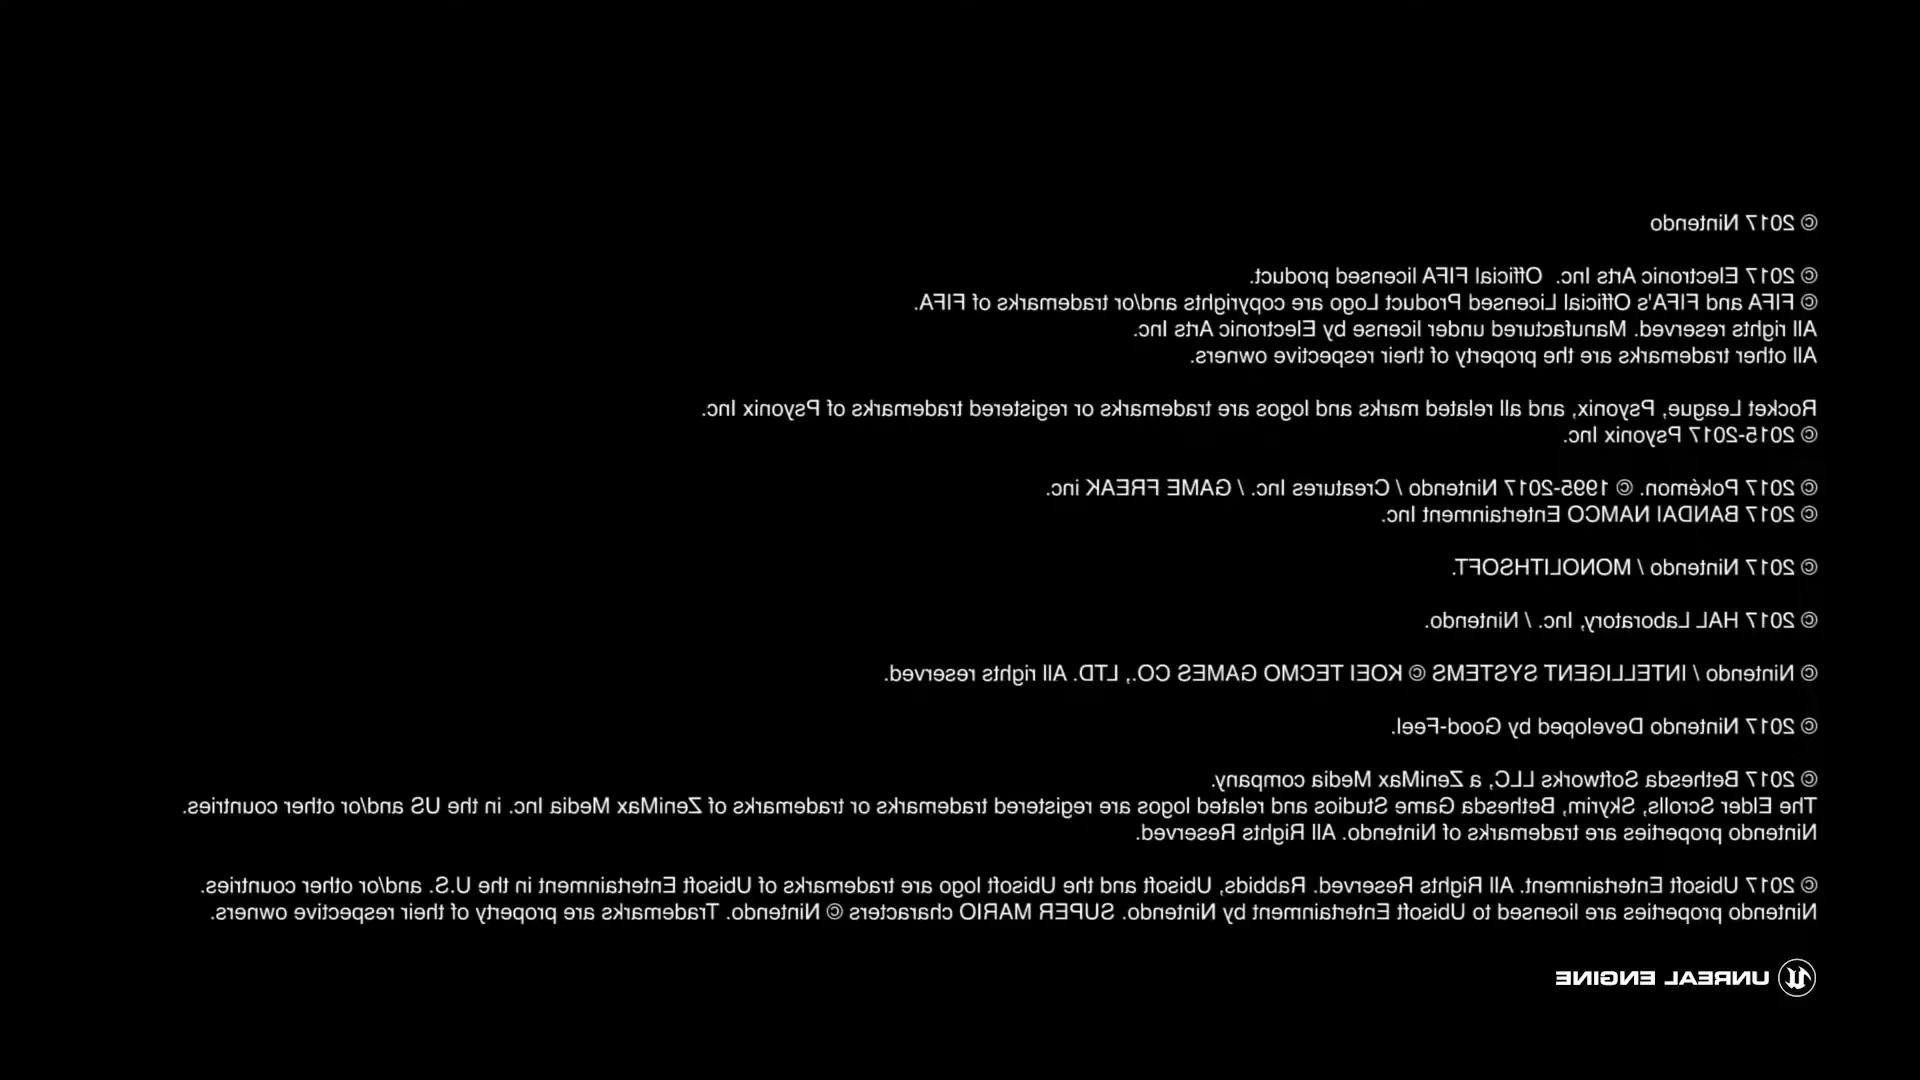 © 2017 Nintendo
© 2017 Electronic Arts Inc.  Official FIFA licensed product.
© FIFA and FIFA's Official Licensed Product Logo are copyrights and/or trademarks of FIFA.
All rights reserved. Manufactured under license by Electronic Arts Inc.
All other trademarks are the property of their respective owners.
Rocket League, Psyonix, and all related marks and logos are trademarks or registered trademarks of Psyonix Inc.
© 2015-2017 Psyonix Inc.
© 2017 Pokémon. © 1995-2017 Nintendo / Creatures Inc. / GAME FREAK inc.
© 2017 BANDAI NAMCO Entertainment Inc.
© 2017 Nintendo / MONOLITHSOFT.
© 2017 HAL Laboratory, Inc. / Nintendo.
© Nintendo / INTELLIGENT SYSTEMS © KOEI TECMO GAMES CO., LTD. All rights reserved.
© 2017 Nintendo Developed by Good-Feel.
© 2017 Bethesda Softworks LLC, a ZeniMax Media company.
The Elder Scrolls, Skyrim, Bethesda Game Studios and related logos are registered trademarks or trademarks of ZeniMax Media Inc. in the US and/or other countries.
Nintendo properties are trademarks of Nintendo. All Rights Reserved.
© 2017 Ubisoft Entertainment. All Rights Reserved. Rabbids, Ubisoft and the Ubisoft logo are trademarks of Ubisoft Entertainment in the U.S. and/or other countries.
Nintendo properties are licensed to Ubisoft Entertainment by Nintendo. SUPER MARIO characters © Nintendo. Trademarks are property of their respective owners.
UNREAL ENGINE